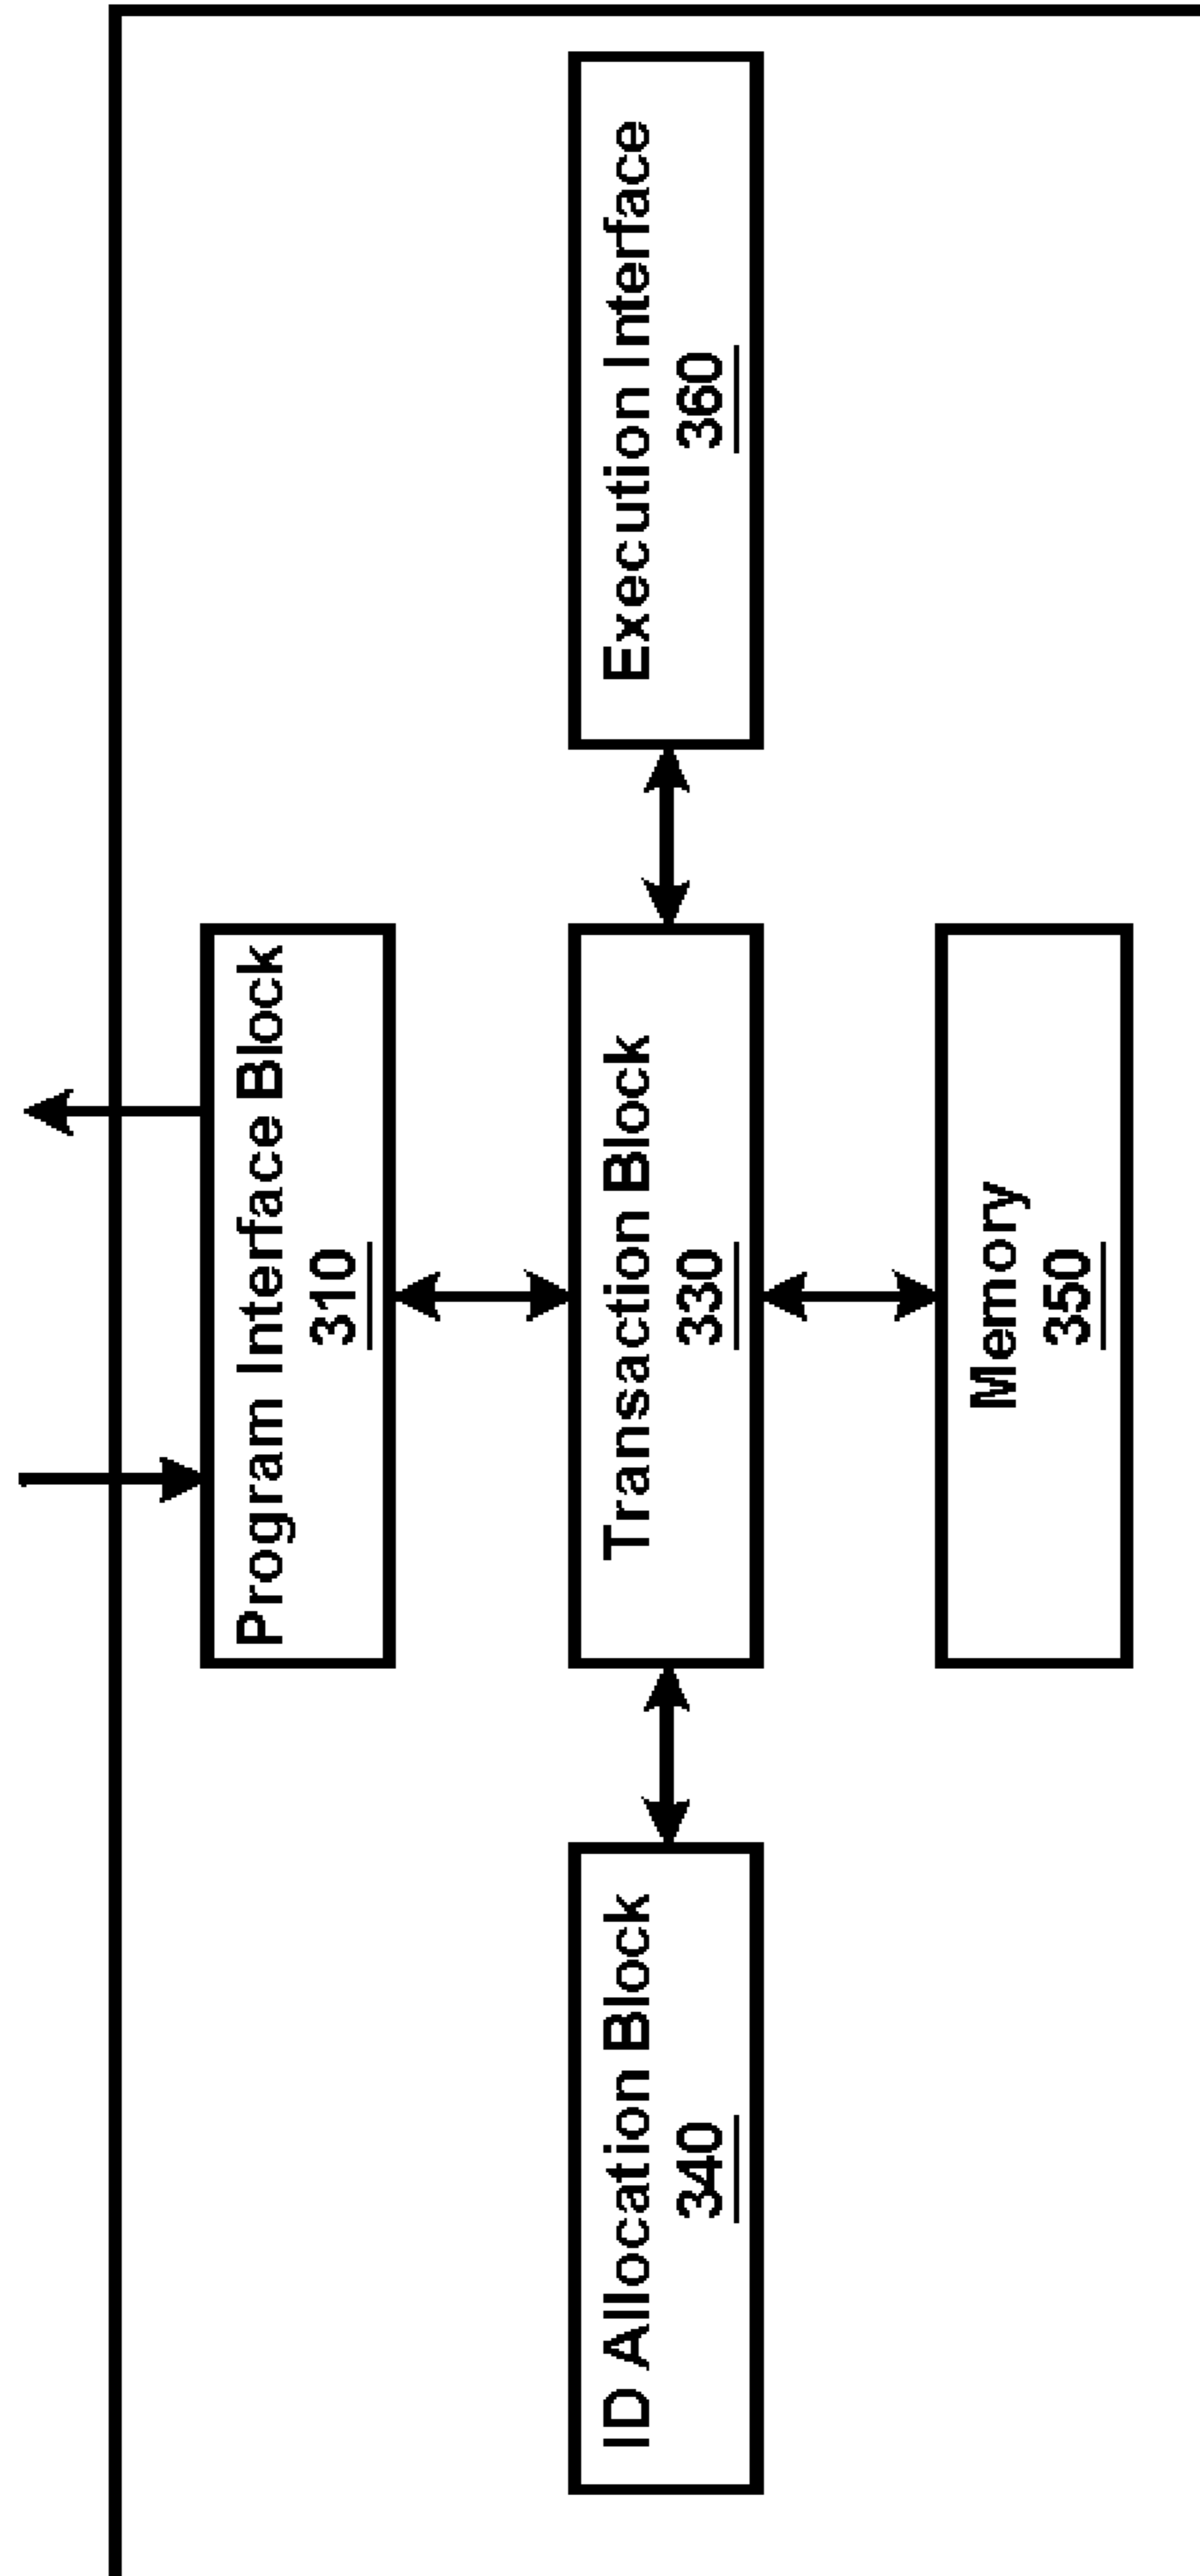 Program Interface Block
310
ID Allocation Block
340
Transaction Block
330
Execution Interface
360
Memory
350